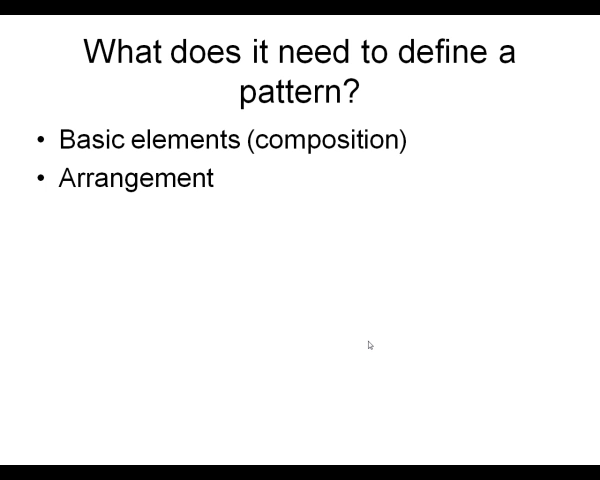 What does it need to define a
pattern?
• Basic elements (composition)
• Arrangement